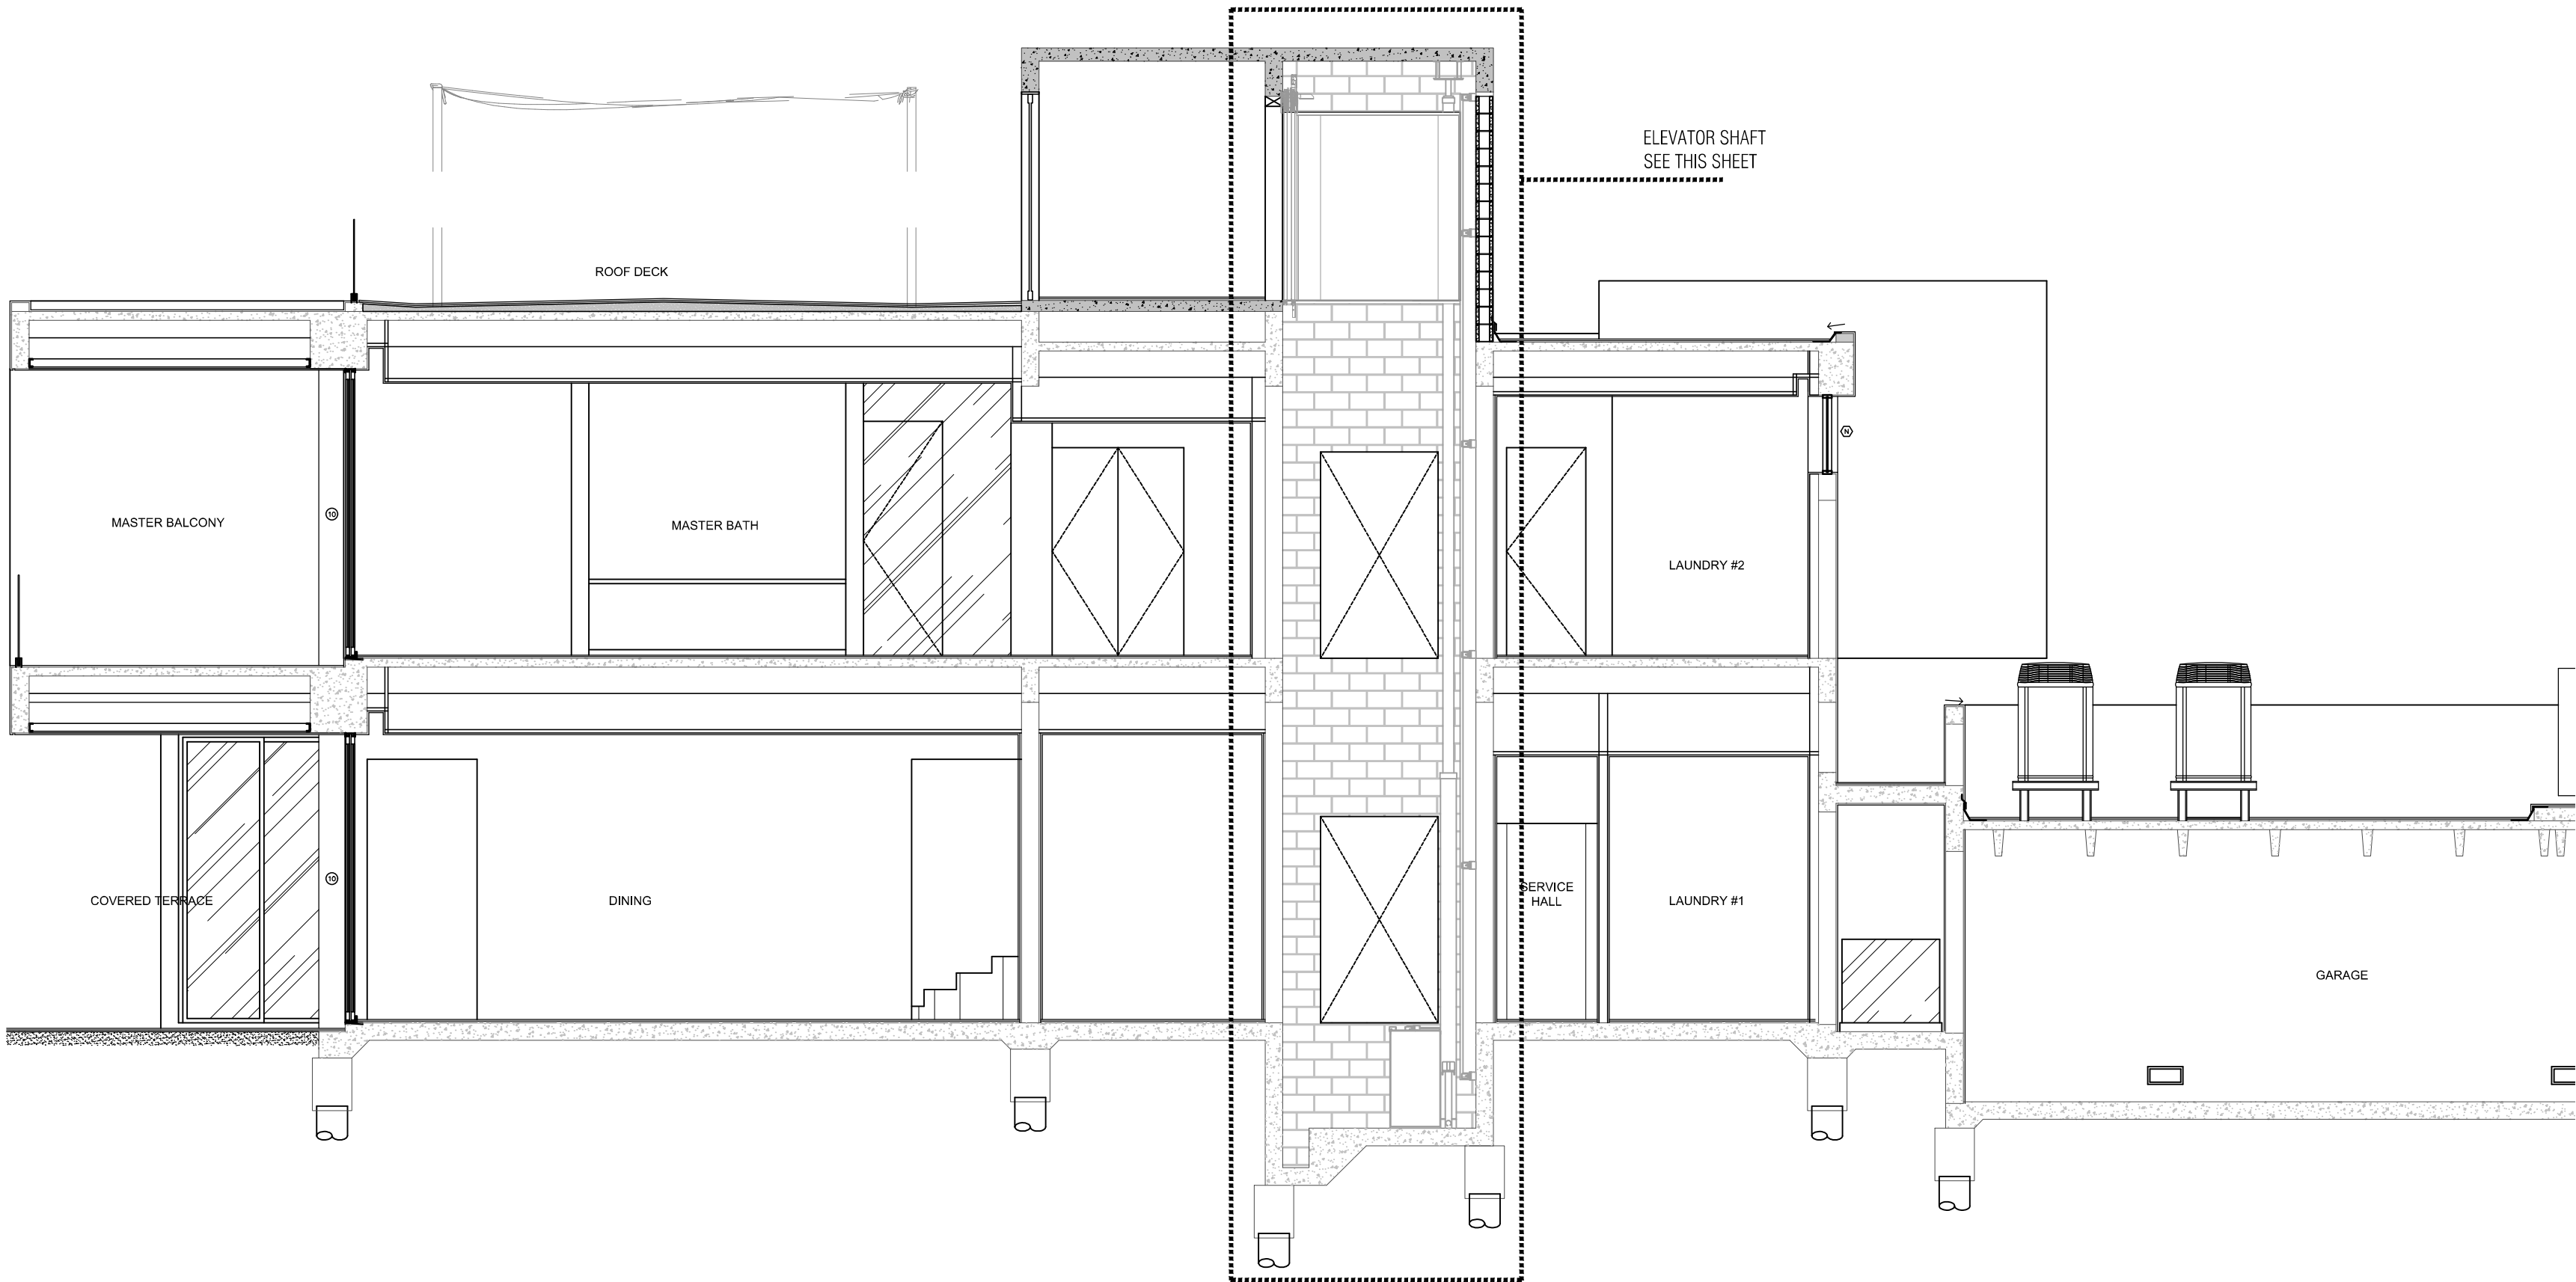 ELEVATOR SHAFT
SEE THIS SHEET
ROOF DECK
N
10
MASTER BALCONY
MASTER BATH
LAUNDRY #2
10
COVERED TERRACE
DINING
SERVICE
HALL
LAUNDRY #1
GARAGE